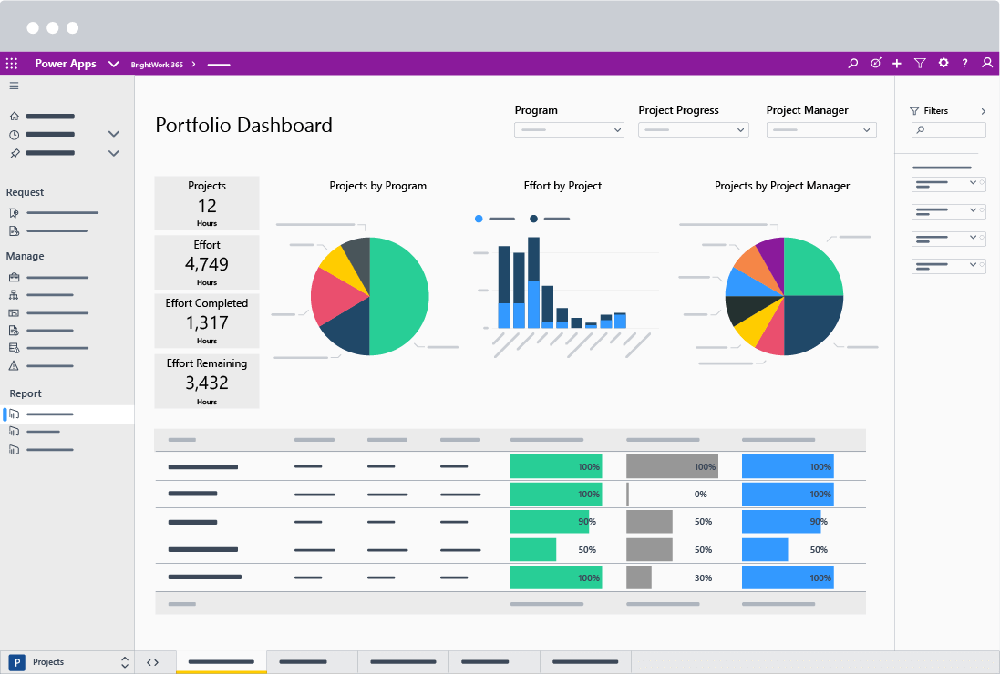 Power Apps
BrightWork 365
?
Portfolio Dashboard
Program
Project Progress
Project Manager
Filters
Request
Manage
Report
Projects
12
Hours
Effort
4,749
Hours
Effort Completed
1,317
Hours
Effort Remaining
3,432
Hours
Projects by Program
Effort by Project
Projects by Project Manager
100% 100% 100%
100% 0% 100%
90% 50% 90%
50% 50% 50%
100% 30% 100%
P Projects